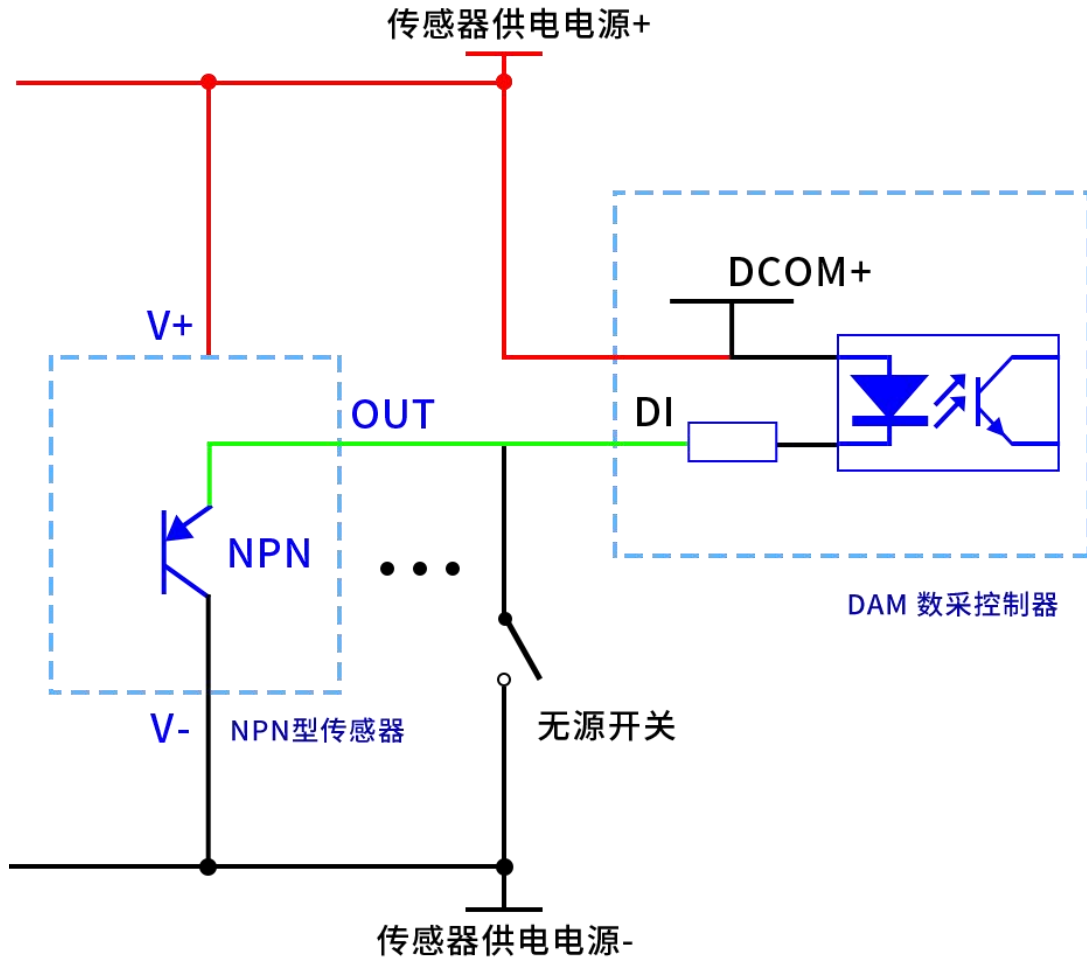 传感器供电电源+
DCOM+
V+
OUT
DI
NPN
DAM 数采控制器
V-
NPN型传感器
无源开关
传感器供电电源-